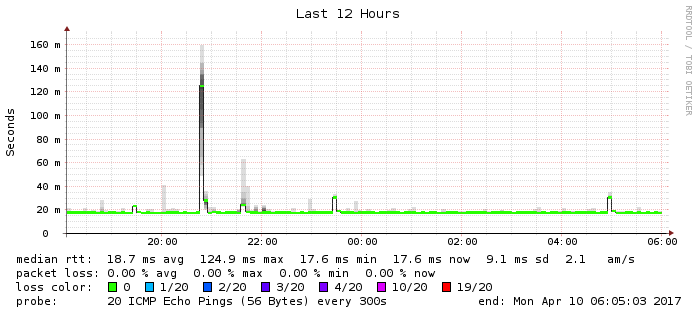 Last 12 Hours
RRDTOOL / TOBI OETIKER
Seconds
160 m
140 m
120 m
100 m
80 m
60 m
40 m
20 m
0
20:00 22:00 00:00 02:00 04:00 06:00
median rtt: 18.7 ms avg 124.9 ms max 17.6 ms min 17.6 ms now 9.1 ms sd 2.1 am/s
packet loss: 0.00 % avg 0.00 % max 0.00 % min 0.00 % now
loss color: 0 1/20 2/20 3/20 4/20 10/20 19/20
probe: 20 ICMP Echo Pings (56 Bytes) every 300s end: Mon Apr 10 06:05:03 2017